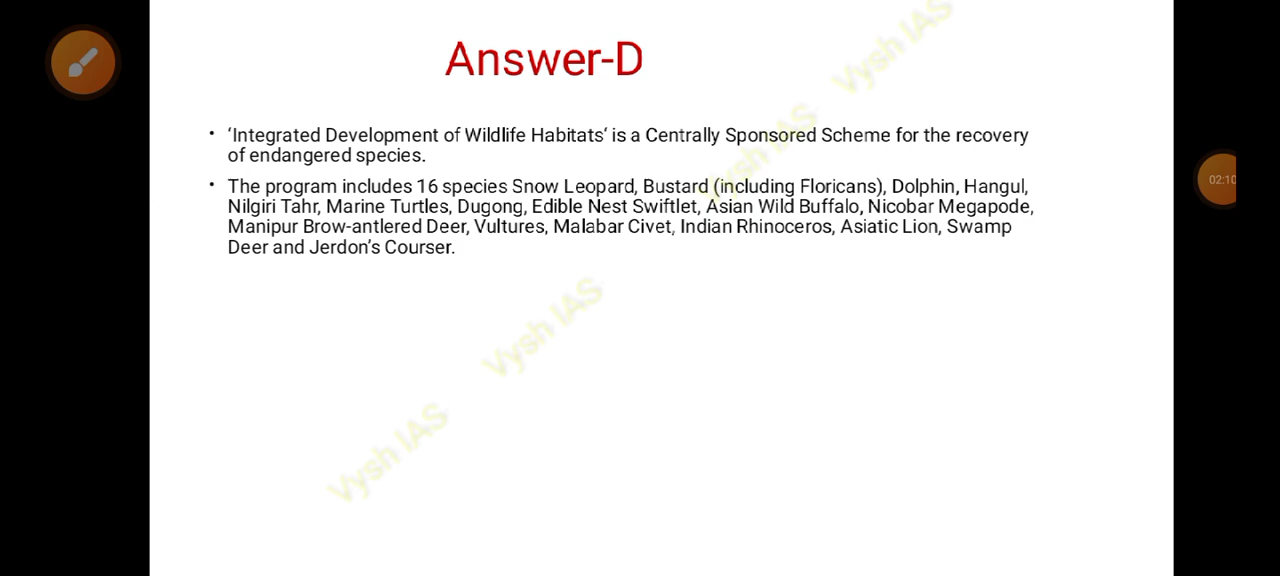 Answer-D
• ‘Integrated Development of Wildlife Habitats‘ is a Centrally Sponsored Scheme for the recovery
of endangered species.
• The program includes 16 species Snow Leopard, Bustard (including Floricans), Dolphin, Hangul,
Nilgiri Tahr, Marine Turtles, Dugong, Edible Nest Swiftlet, Asian Wild Buffalo, Nicobar Megapode,
Manipur Brow-antlered Deer, Vultures, Malabar Civet, Indian Rhinoceros, Asiatic Lion, Swamp
Deer and Jerdon’s Courser.
Vysh IAS
Vysh IAS
Vysh IAS
Vysh IAS
02:10